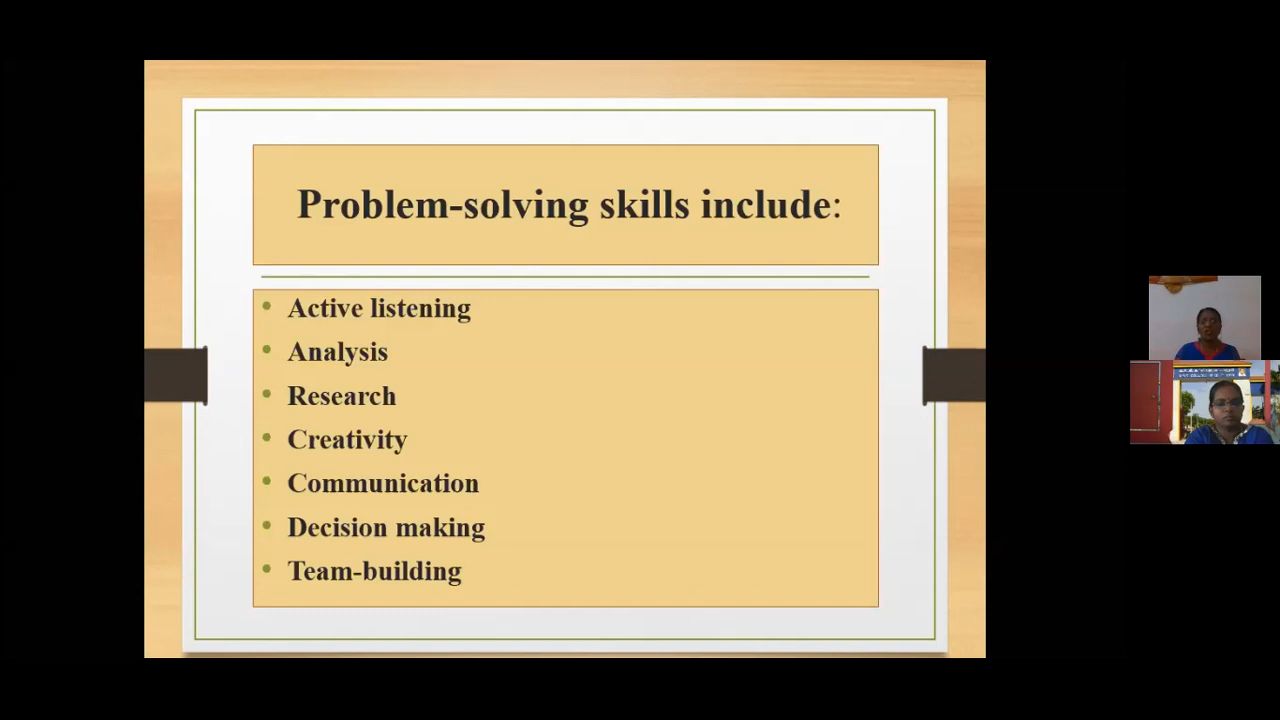 Problem-solving skills include:
• Active listening
• Analysis
• Research
• Creativity
• Communication
• Decision making
• Team-building